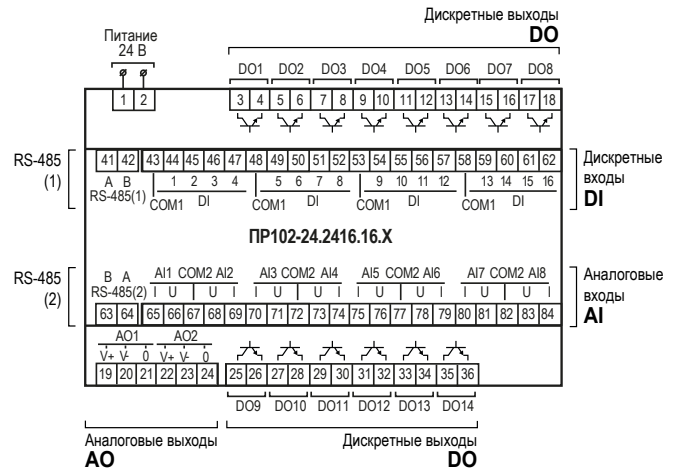 Дискретные выходы
DO
Питание
24 В
DO1 DO2 DO3 DO4 DO5 DO6 DO7 DO8
1 2 3 4 5 6 7 8 9 10 11 12 13 14 15 16 17 18
RS-485
(1)
41 42 43 44 45 46 47 48 49 50 51 52 53 54 55 56 57 58 59 60 61 62
A B 1 2 3 4 5 6 7 8 9 10 11 12 13 14 15 16
RS-485(1) COM1 DI COM1 DI COM1 DI COM1 DI
Дискретные
входы
DI
ПР102-24.2416.16.X
RS-485
(2)
B A AI1 COM2 AI2 AI3 COM2 AI4 AI5 COM2 AI6 AI7 COM2 AI8
RS-485(2) I U U I I U U I I U U I I U U I
63 64 65 66 67 68 69 70 71 72 73 74 75 76 77 78 79 80 81 82 83 84
Аналоговые
входы
AI
AO1 AO2
V+ V- 0 V+ V- 0
19 20 21 22 23 24 25 26 27 28 29 30 31 32 33 34 35 36
DO9 DO10 DO11 DO12 DO13 DO14
Аналоговые выходы
AO
Дискретные выходы
DO